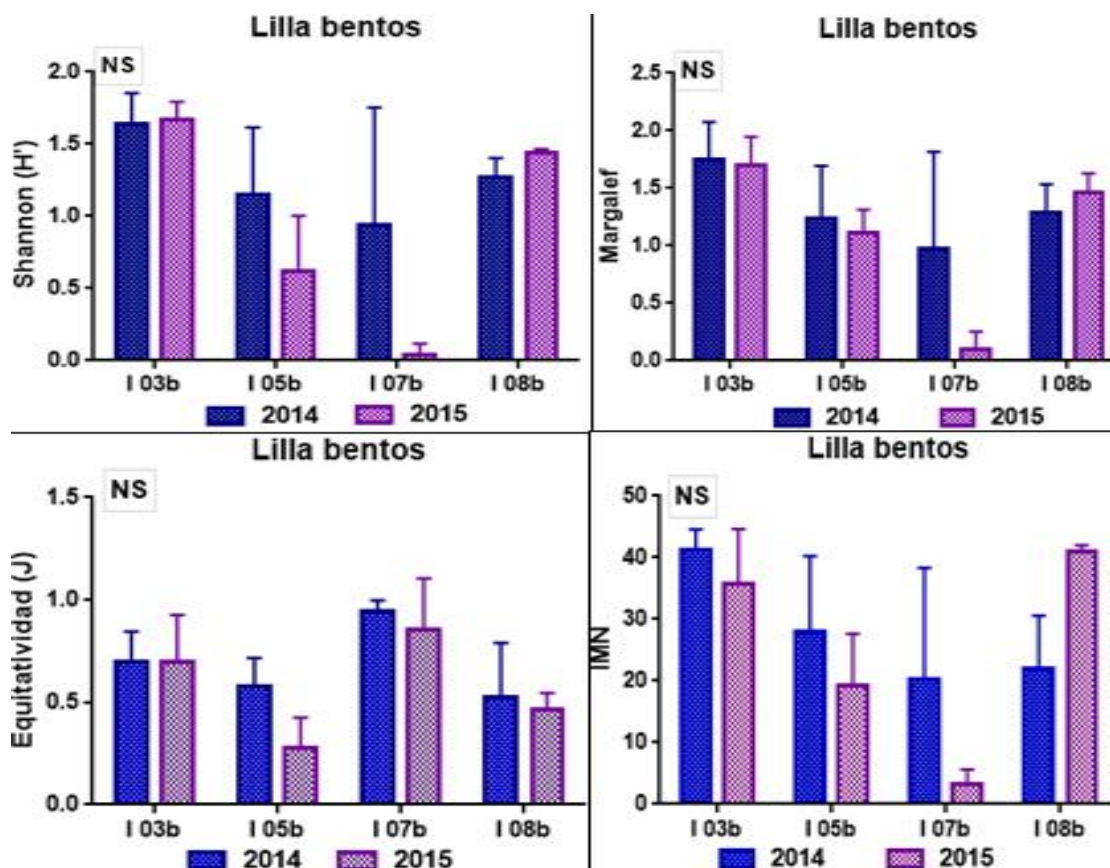 Lilla bentos
NS
Shannon (H')
2.0
1.5
1.0
0.5
0.0
I 03b I 05b I 07b I 08b
2014 2015
Lilla bentos
NS
Margalef
2.5
2.0
1.5
1.0
0.5
0.0
I 03b I 05b I 07b I 08b
2014 2015
Lilla bentos
NS
Equitatividad (J)
1.5
1.0
0.5
0.0
I 03b I 05b I 07b I 08b
2014 2015
Lilla bentos
NS
IMN
50
40
30
20
10
0
I 03b I 05b I 07b I 08b
2014 2015